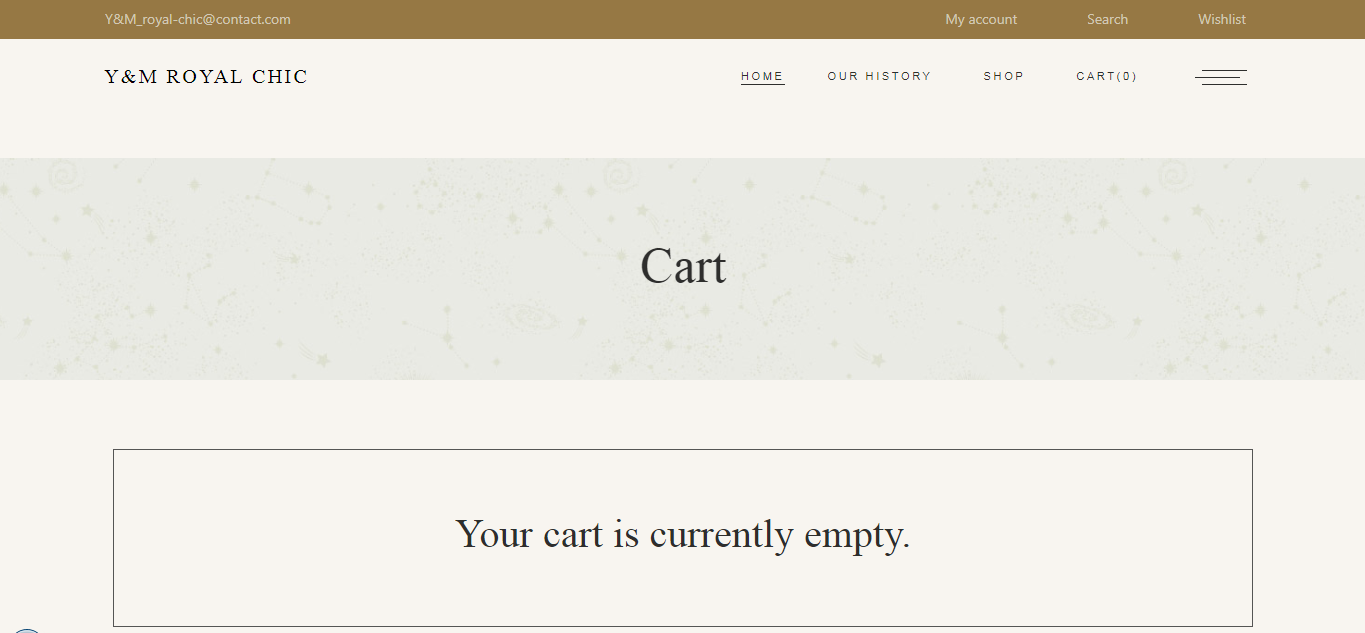 Y&M_royal-chic@contact.com
My account
Search
Wishlist
Y&M ROYAL CHIC
HOME
OUR HISTORY
SHOP
CART(0)
Cart
Your cart is currently empty.